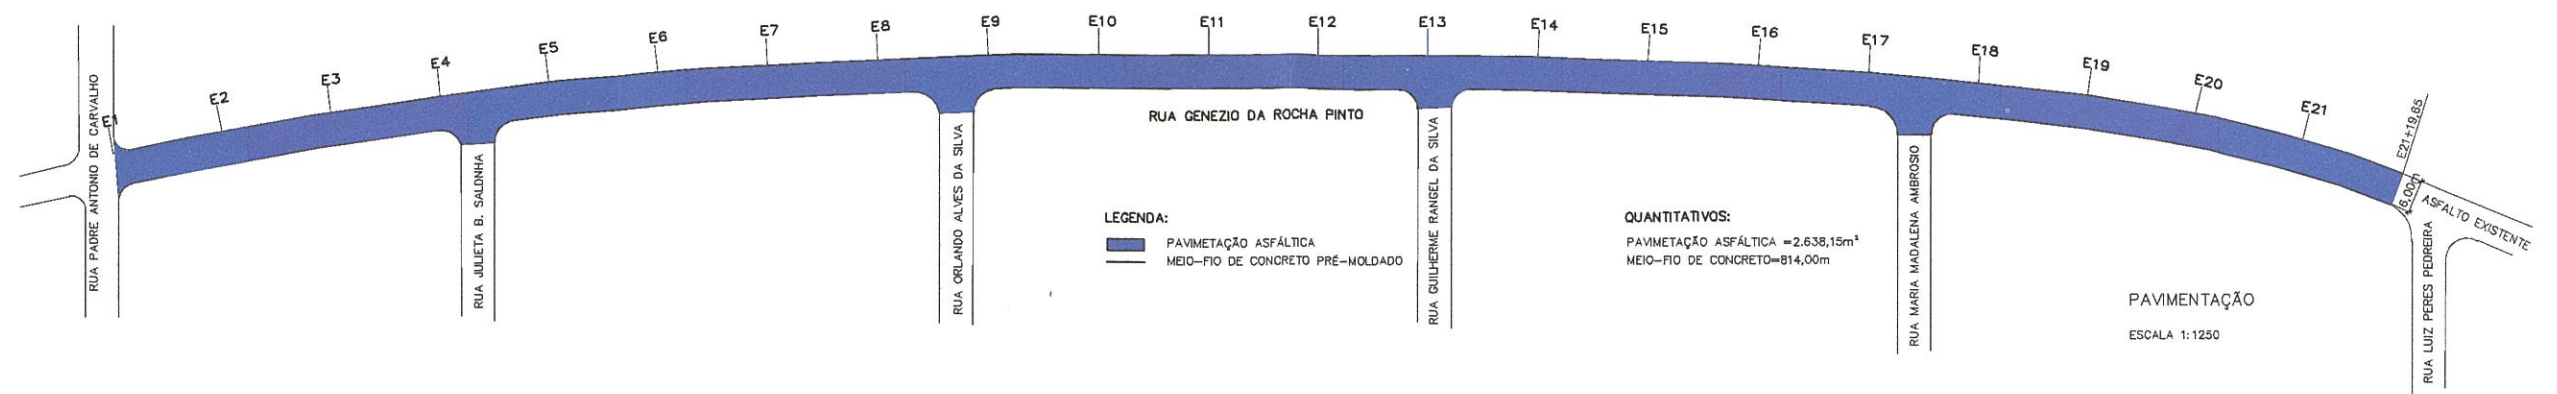 E1
E2
E3
E4
E5
E6
E7
E8
E9
E10
E11
E12
E13
E14
E15
E16
E17
E18
E19
E20
E21
E21+19,65
6,00m
ASFALTO EXISTENTE
RUA PADRE ANTONIO DE CARVALHO
RUA JULIETA B. SALDNHA
RUA ORLANDO ALVES DA SILVA
RUA GENEZIO DA ROCHA PINTO
RUA GUILHERME RANGEL DA SILVA
RUA MARIA MADALENA AMBROSIO
RUA LUIZ PERES PEDREIRA
LEGENDA:
PAVIMETAÇÃO ASFÁLTICA
MEIO-FIO DE CONCRETO PRÉ-MOLDADO
QUANTITATIVOS:
PAVIMETAÇÃO ASFÁLTICA =2.638,15m²
MEIO-FIO DE CONCRETO=814,00m
PAVIMENTAÇÃO
ESCALA 1:1250